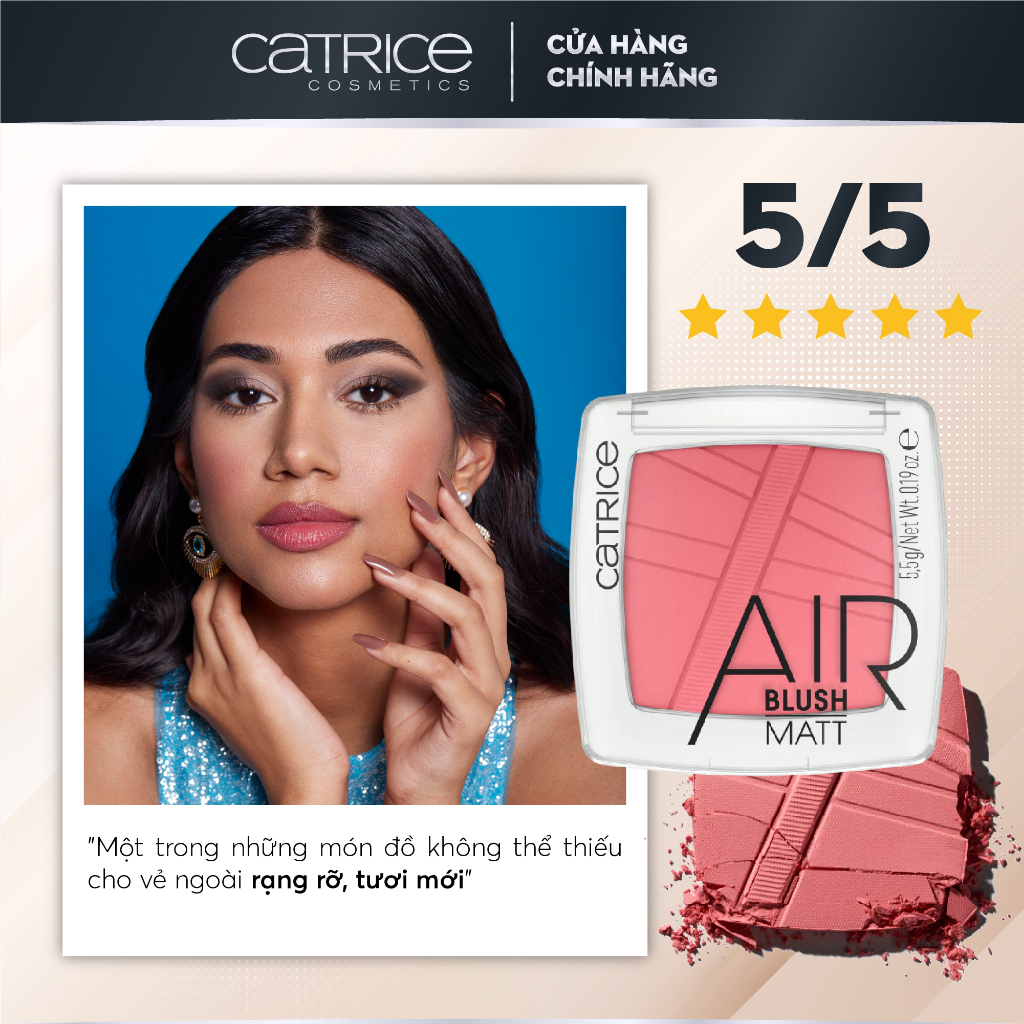 CATRICE
COSMETICS
CỬA HÀNG
CHÍNH HÃNG
5/5
CATRICE
5,5g/Net Wt. 0.19 oz. ℮
AIR
BLUSH
MATT
"Một trong những món đồ không thể thiếu
cho vẻ ngoài rạng rỡ, tươi mới"